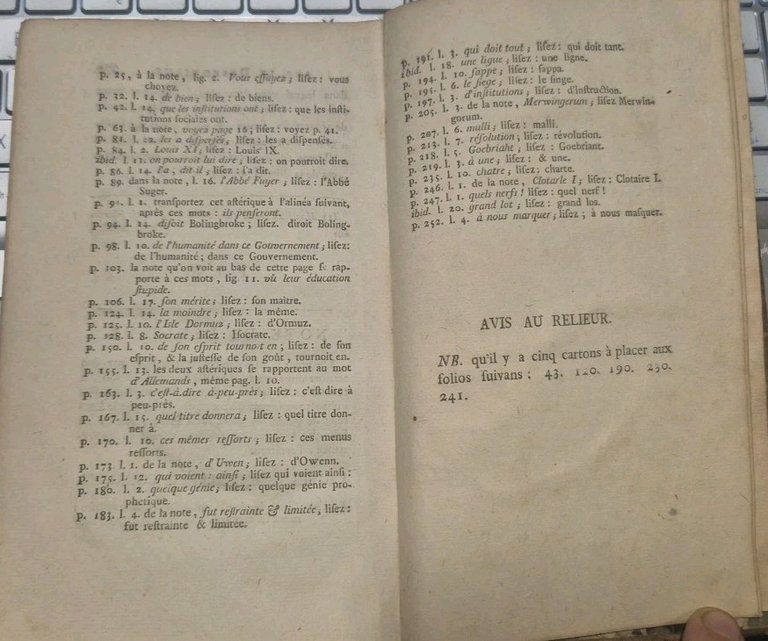 p. 25, à la note, lig. 2. Vous eſſuyez; liſez: vous
choyez.
p. 32. l. 14. de bien; liſez: de biens.
p. 42. l. 14. que les inſtitutions ont; liſez: que les inſti-
tutions sociales ont.
p. 63. à la note, voyez page 16; liſez: voyez p. 41.
p. 81. l. 22. les a diſperſés; liſez: les a diſpenſés.
p. 84. l. 2. Louis XI; liſez: Louis IX.
ibid. l. 11. on pourroit lui dire; liſez: on pourroit dire.
p. 86. l. 14. l'a, dit il; liſez: l'a dit.
p. 89. dans la note, l. 16. l'Abbé Fuyer; liſez: l'Abbé
Suger.
l. 1. transportez cet aſtérique à l'alinéa ſuivant,
après ces mots: ils penſeront.
p. 94. l. 14. diſoit Bolingbroke; liſez. diroit Boling-
broke.
p. 98. l. 10. de l'humanité dans ce Gouvernement; liſez:
de l'humanité; dans ce Gouvernement.
p. 103. la note qu'on voit au bas de cette page ſe rap-
porte à ces mots, lig 11. où leur éducation
ſtupide.
p. 106. l. 17. ſon mérite; liſez: ſon maître.
p. 124. l. 14. la moindre; liſez: la même.
p. 125. l. 10. l'Isle Dormuz; liſez: d'Ormuz.
p. 128. l. 8. Socrate; liſez: Iſocrate.
p. 150. l. 10. de ſon eſprit tournoit en; liſez: de ſon
eſprit, & la juſteſſe de ſon goût, tournoit en.
p. 155. l. 13. les deux aſtériques ſe rapportent au mot
d'Allemands, même pag. l. 10.
p. 163. l. 3. c'eſt-à.dire à-peu-près; liſez: c'eſt dire à
peu-près.
p. 167. l. 15. quel titre donnera; liſez: quel titre don-
ner à.
p. 170. l. 10. ces mêmes reſſorts; liſez: ces menus
reſſorts.
p. 173. l. 1. de la note, d'Uwen; liſez: d'Owenn.
p. 175. l. 12. qui voient: ainſi; liſez qui voient ainſi:
p. 180. l. 2. quelque génie; liſez: quelque génie pro-
phétique.
p. 183. l. 4. de la note, fut reſtrainte & limitée, liſez:
fut reſtrainte & limitée.
p. 191. l. 3. qui doit tout; liſez: qui doit tant.
ibid. l. 18. une ligue; liſez: une ligne.
p. 194. l. 10. ſappe; liſez: ſappa.
p. 195. l. 6. le ſiege; liſez: le ſinge.
p. 197. l. 3. d'inſtitutions; liſez: d'inſtruction.
p. 205. l. 3. de la note, Merwingerum; liſez Merwin-
gorum.
p. 207. l. 6. mulli; liſez: malli.
p. 213. l. 7. réſolution; liſez: révolution.
p. 218. l. 5. Goebriaht; liſez: Goebriant.
p. 219. l. 3. à une; liſez: & une.
p. 235. l. 10. chatre; liſez: charte.
p. 246. l. 1. de la note, Clotarle I; liſez: Clotaire I.
p. 247. l. 1. quels nerfs! liſez: quel nerf!
ibid. l. 20. grand lot; liſez: grand los.
p. 252. l. 4. à nous marquer; liſez; à nous maſquer.
AVIS AU RELIEUR.
NB. qu'il y a cinq cartons à placer aux
folios ſuivans: 43. 120. 190. 230.
241.